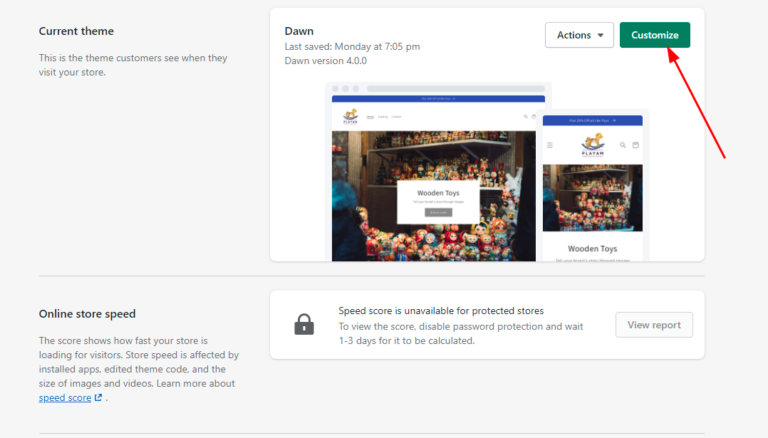 Current theme
This is the theme customers see when they
visit your store.
Dawn
Last saved: Monday at 7:05 pm
Dawn version 4.0.0
Actions
Customize
PLAYAM
Wooden Toys
PLAYAM
Wooden Toys
Online store speed
The score shows how fast your store is
loading for visitors. Store speed is affected by
installed apps, edited theme code, and the
size of images and videos. Learn more about
speed score .
Speed score is unavailable for protected stores
To view the score, disable password protection and wait
1-3 days for it to be calculated.
View report